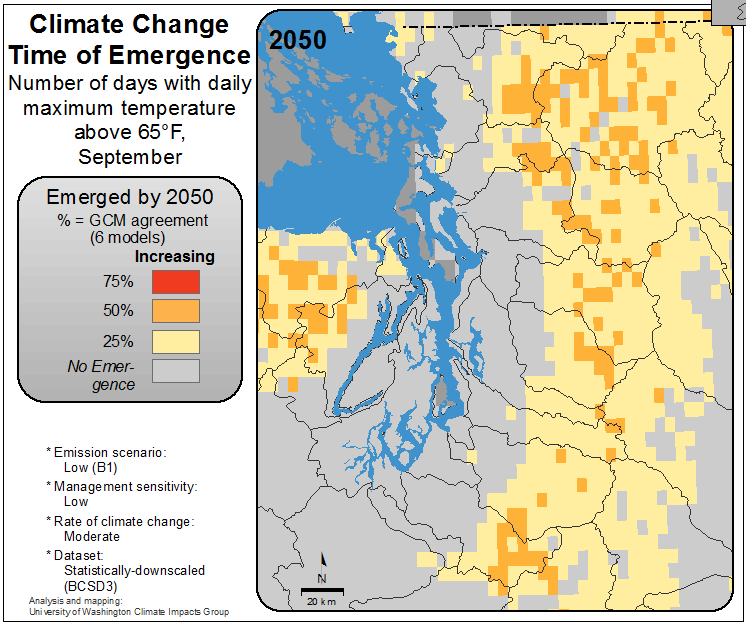 Climate Change
Time of Emergence
Number of days with daily
maximum temperature
above 65°F,
September
Emerged by 2050
% = GCM agreement
(6 models)
Increasing
75%
50%
25%
No Emer-
gence
* Emission scenario:
Low (B1)
* Management sensitivity:
Low
* Rate of climate change:
Moderate
* Dataset:
Statistically-downscaled
(BCSD3)
Analysis and mapping:
University of Washington Climate Impacts Group
2050
N
20 km